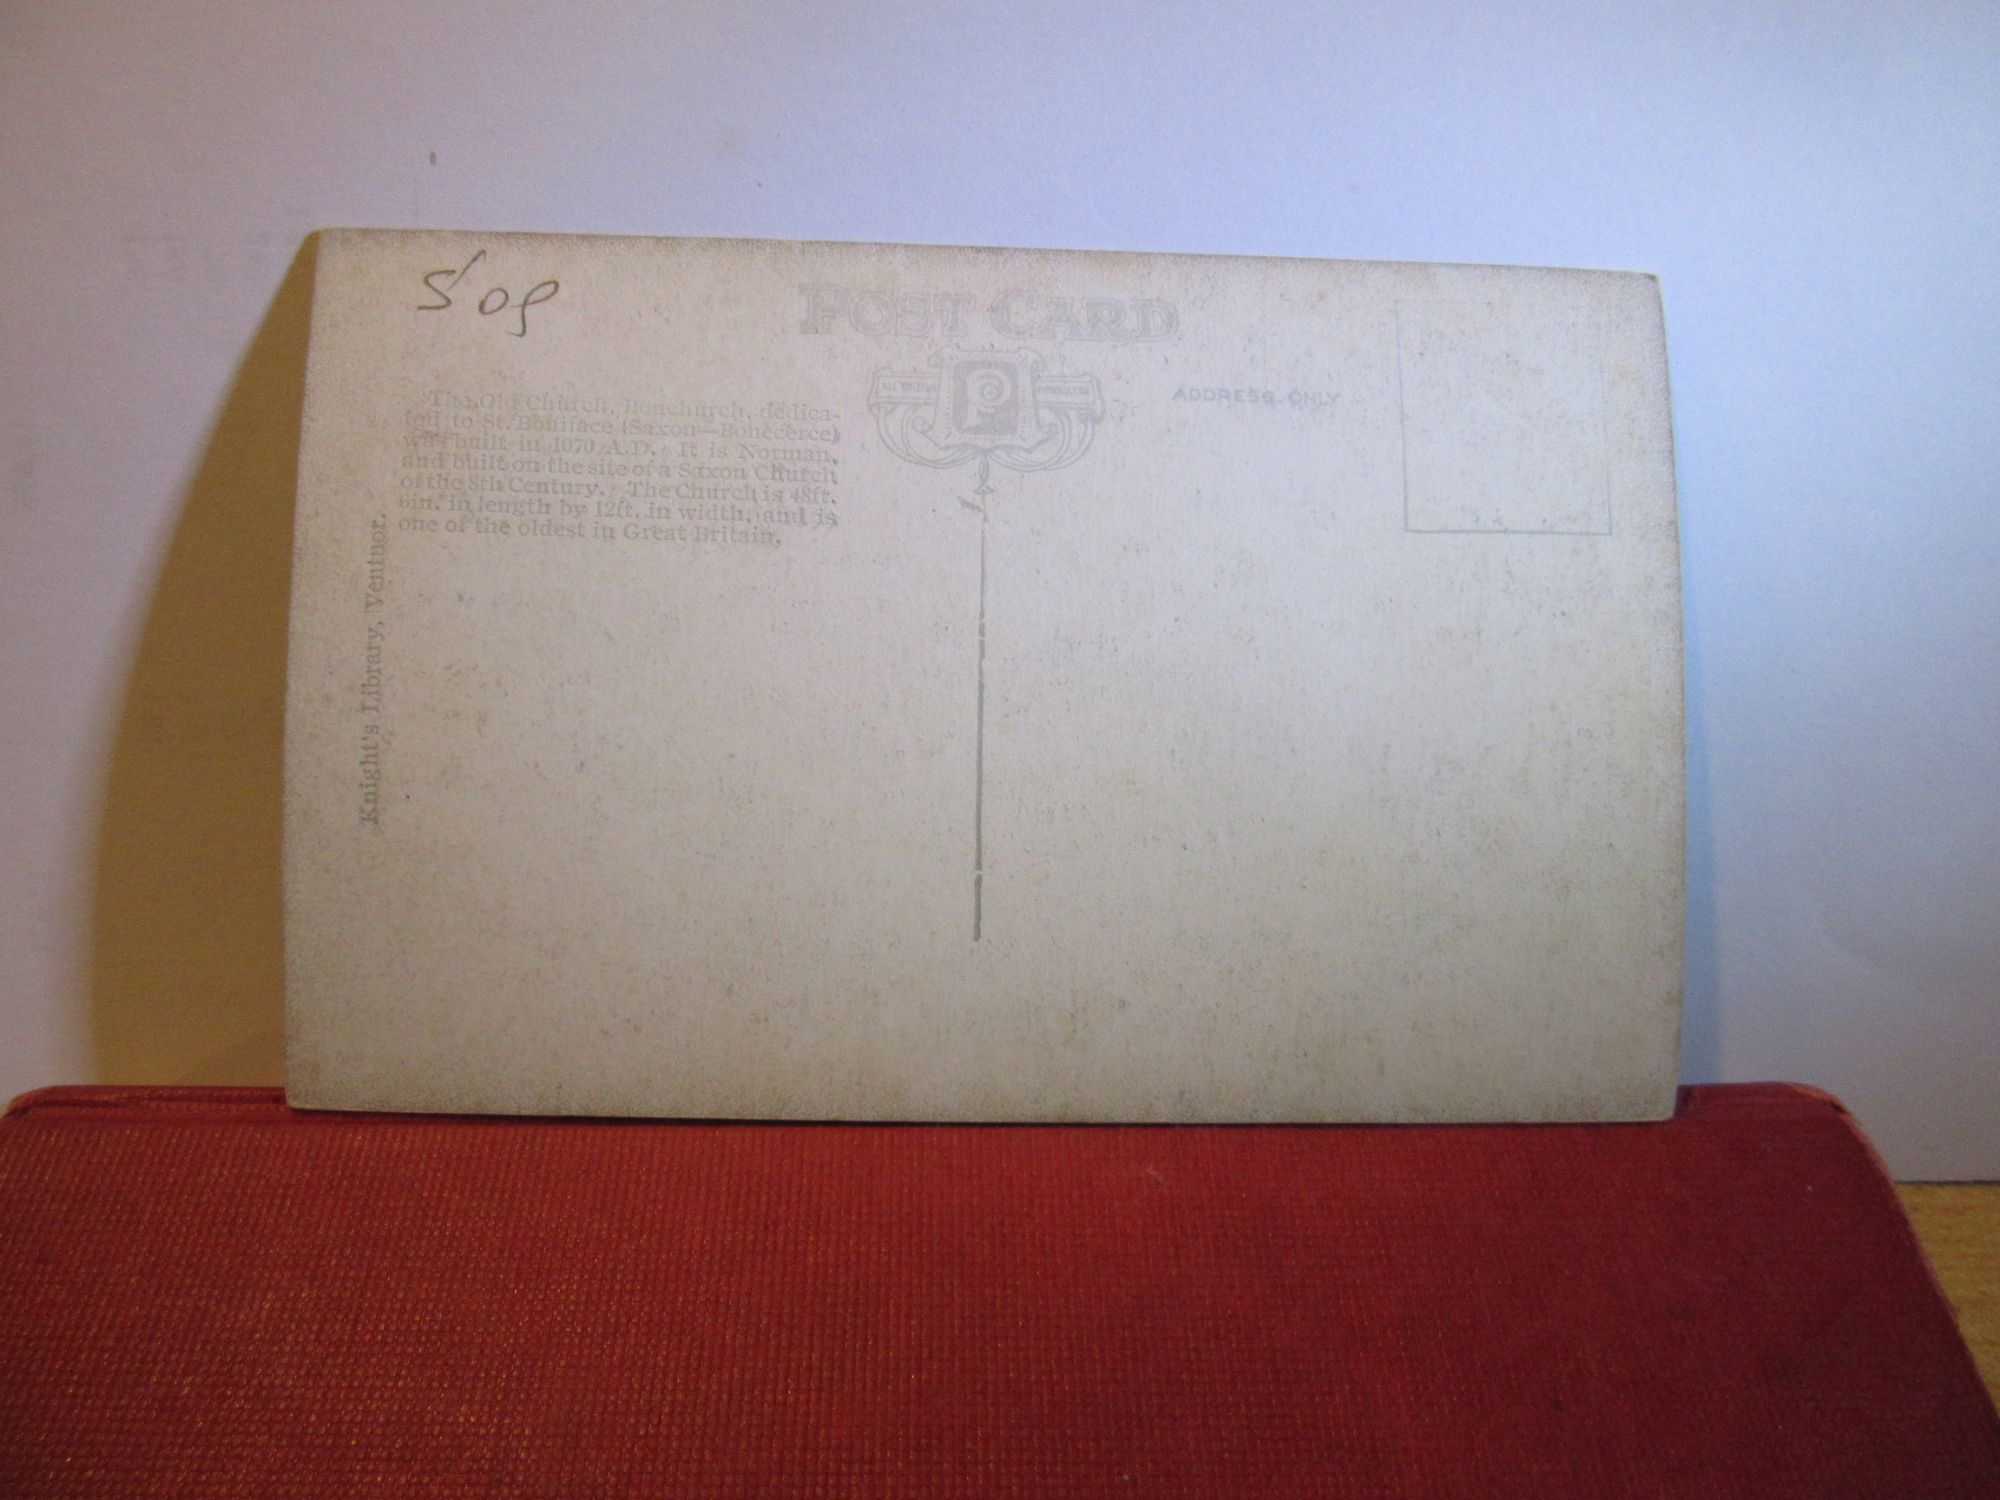 POST CARD
ADDRESS ONLY
The Old Church, Bonchurch, dedica-
ted to St. Boniface (Saxon—Bonecerce)
was built in 1070 A.D. It is Norman,
and built on the site of a Saxon Church
of the 8th Century. The Church is 48ft.
6in. in length by 12ft. in width, and is
one of the oldest in Great Britain,
Knight's Library, Ventnor.